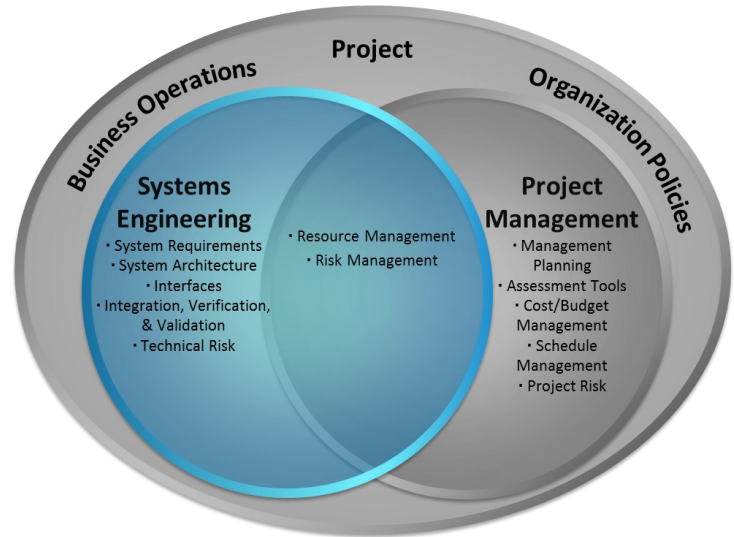 Project
Business Operations
Organization Policies
Systems
Engineering
· System Requirements
· System Architecture
· Interfaces
· Integration, Verification,
& Validation
· Technical Risk
· Resource Management
· Risk Management
Project
Management
· Management
Planning
· Assessment Tools
· Cost/Budget
Management
· Schedule
Management
· Project Risk